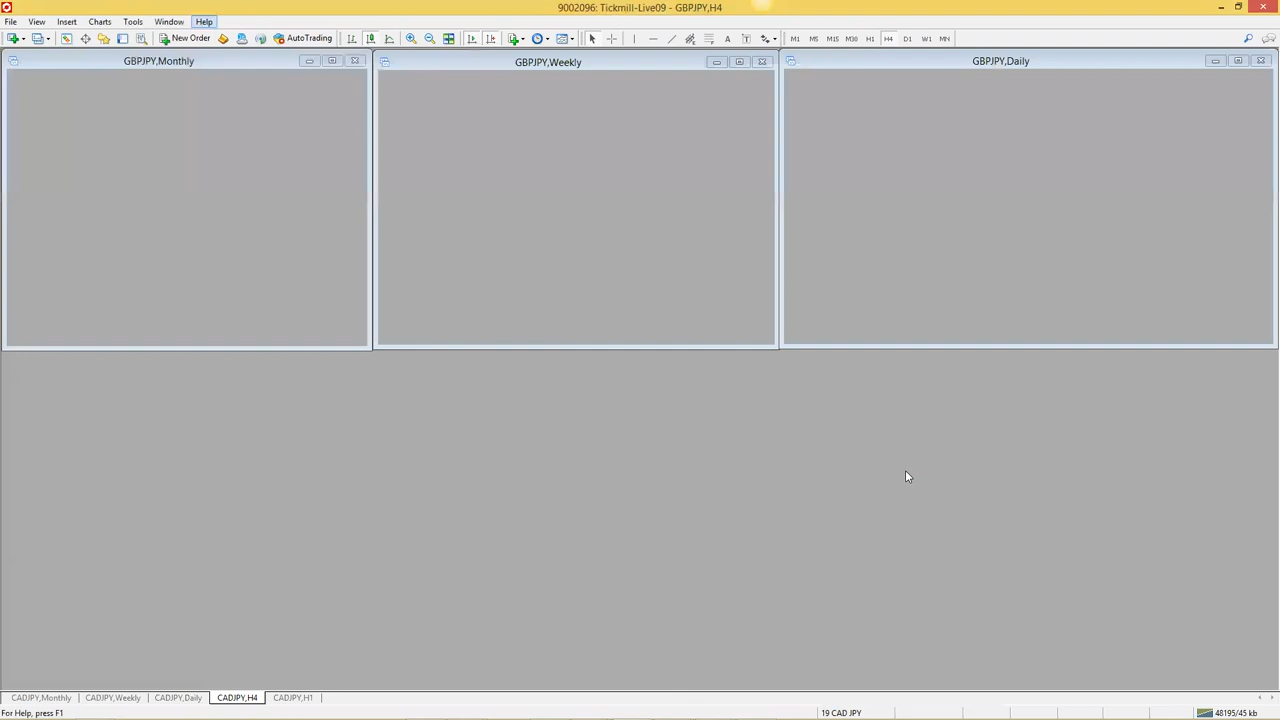 9002096: Tickmill-Live09 - GBPJPY,H4
File View Insert Charts Tools Window Help
New Order AutoTrading M1 M5 M15 M30 H1 H4 D1 W1 MN
GBPJPY,Monthly
GBPJPY,Weekly
GBPJPY,Daily
CADJPY,Monthly CADJPY,Weekly CADJPY,Daily CADJPY,H4 CADJPY,H1
For Help, press F1 19 CAD JPY 48195/45 kb